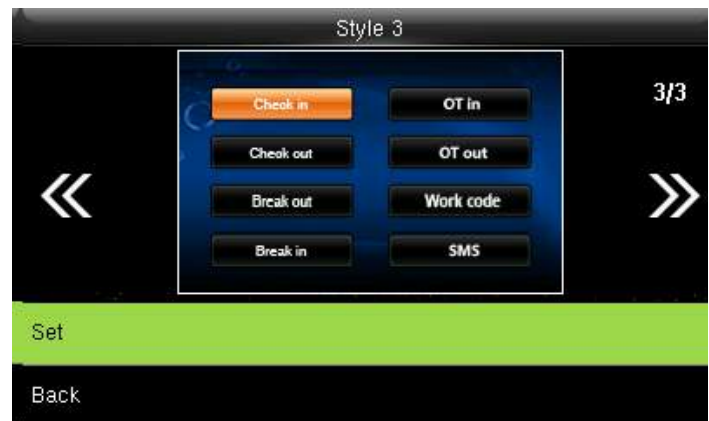 Style 3
3/3
Check in
OT in
Check out
OT out
Break out
Work code
Break in
SMS
Set
Back